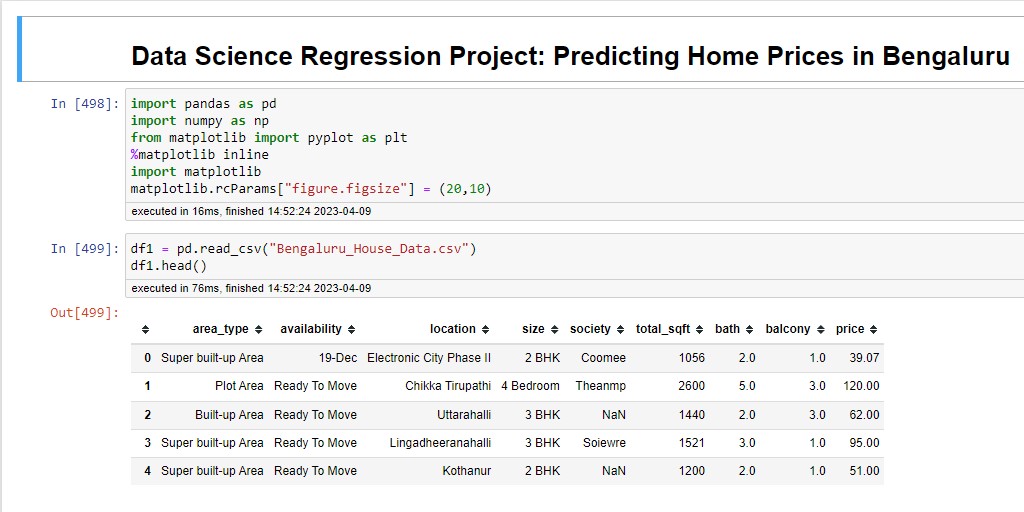 Data Science Regression Project: Predicting Home Prices in Bengaluru
In [498]:
import pandas as pd
import numpy as np
from matplotlib import pyplot as plt
%matplotlib inline
import matplotlib
matplotlib.rcParams["figure.figsize"] = (20,10)
executed in 16ms, finished 14:52:24 2023-04-09
In [499]:
df1 = pd.read_csv("Bengaluru_House_Data.csv")
df1.head()
executed in 76ms, finished 14:52:24 2023-04-09
Out[499]:
area_type availability location size society total_sqft bath balcony price
0 Super built-up Area 19-Dec Electronic City Phase II 2 BHK Coomee 1056 2.0 1.0 39.07
1 Plot Area Ready To Move Chikka Tirupathi 4 Bedroom Theanmp 2600 5.0 3.0 120.00
2 Built-up Area Ready To Move Uttarahalli 3 BHK NaN 1440 2.0 3.0 62.00
3 Super built-up Area Ready To Move Lingadheeranahalli 3 BHK Soiewre 1521 3.0 1.0 95.00
4 Super built-up Area Ready To Move Kothanur 2 BHK NaN 1200 2.0 1.0 51.00